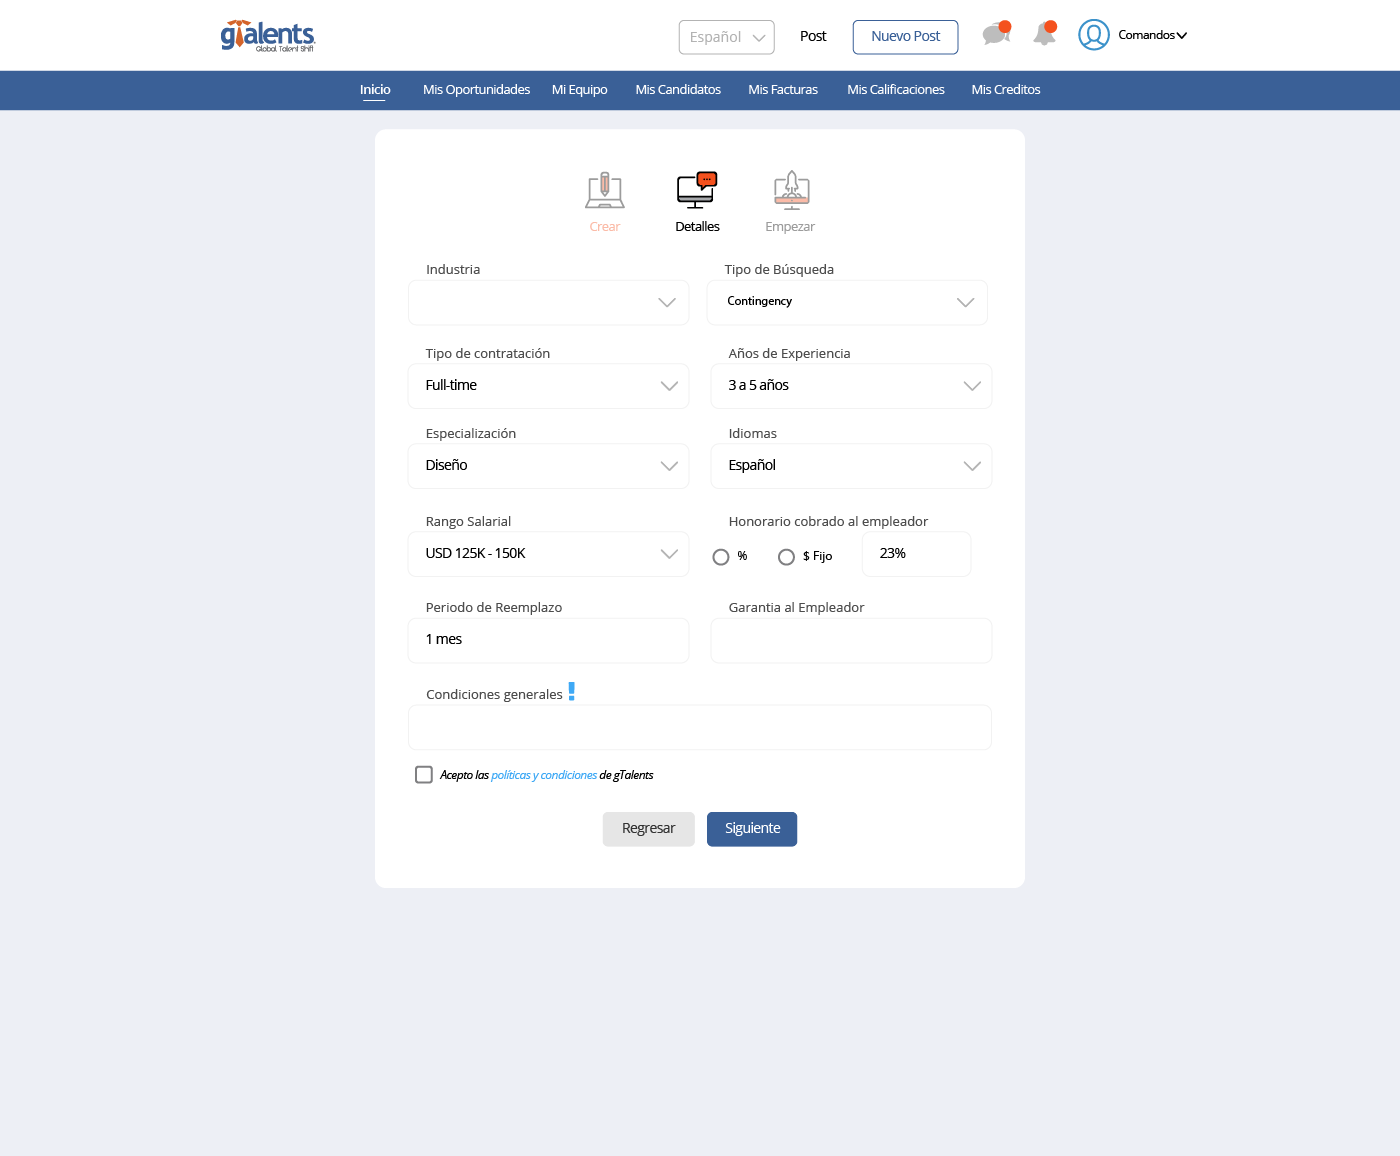 gTalents.
Global Talent Shift
Español
Post
Nuevo Post
Comandos
Inicio
Mis Oportunidades
Mi Equipo
Mis Candidatos
Mis Facturas
Mis Calificaciones
Mis Creditos
Crear
Detalles
Empezar
Industria
Tipo de Búsqueda
Contingency
Tipo de contratación
Años de Experiencia
Full-time
3 a 5 años
Especialización
Idiomas
Diseño
Español
Rango Salarial
Honorario cobrado al empleador
USD 125K - 150K
%
$ Fijo
23%
Periodo de Reemplazo
Garantia al Empleador
1 mes
Condiciones generales !
Acepto las políticas y condiciones de gTalents
Regresar
Siguiente